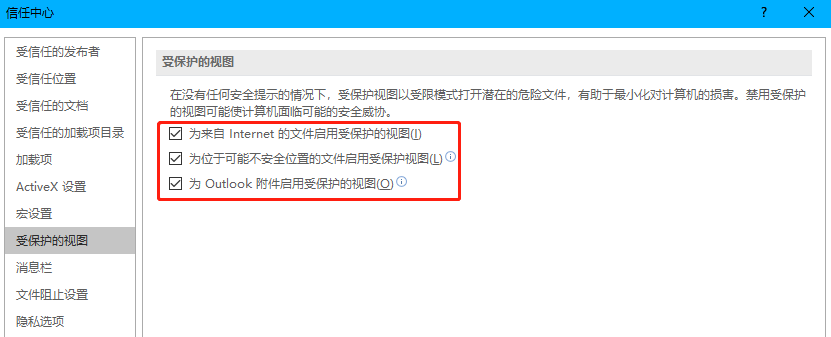 信任中心
?
受信任的发布者
受信任位置
受信任的文档
受信任的加载项目录
加载项
ActiveX 设置
宏设置
受保护的视图
消息栏
文件阻止设置
隐私选项
受保护的视图
在没有任何安全提示的情况下，受保护视图以受限模式打开潜在的危险文件，有助于最小化对计算机的损害。禁用受保护
的视图可能使计算机面临可能的安全威协。
为来自 Internet 的文件启用受保护的视图(I)
为位于可能不安全位置的文件启用受保护视图(L)
为 Outlook 附件启用受保护的视图(O)